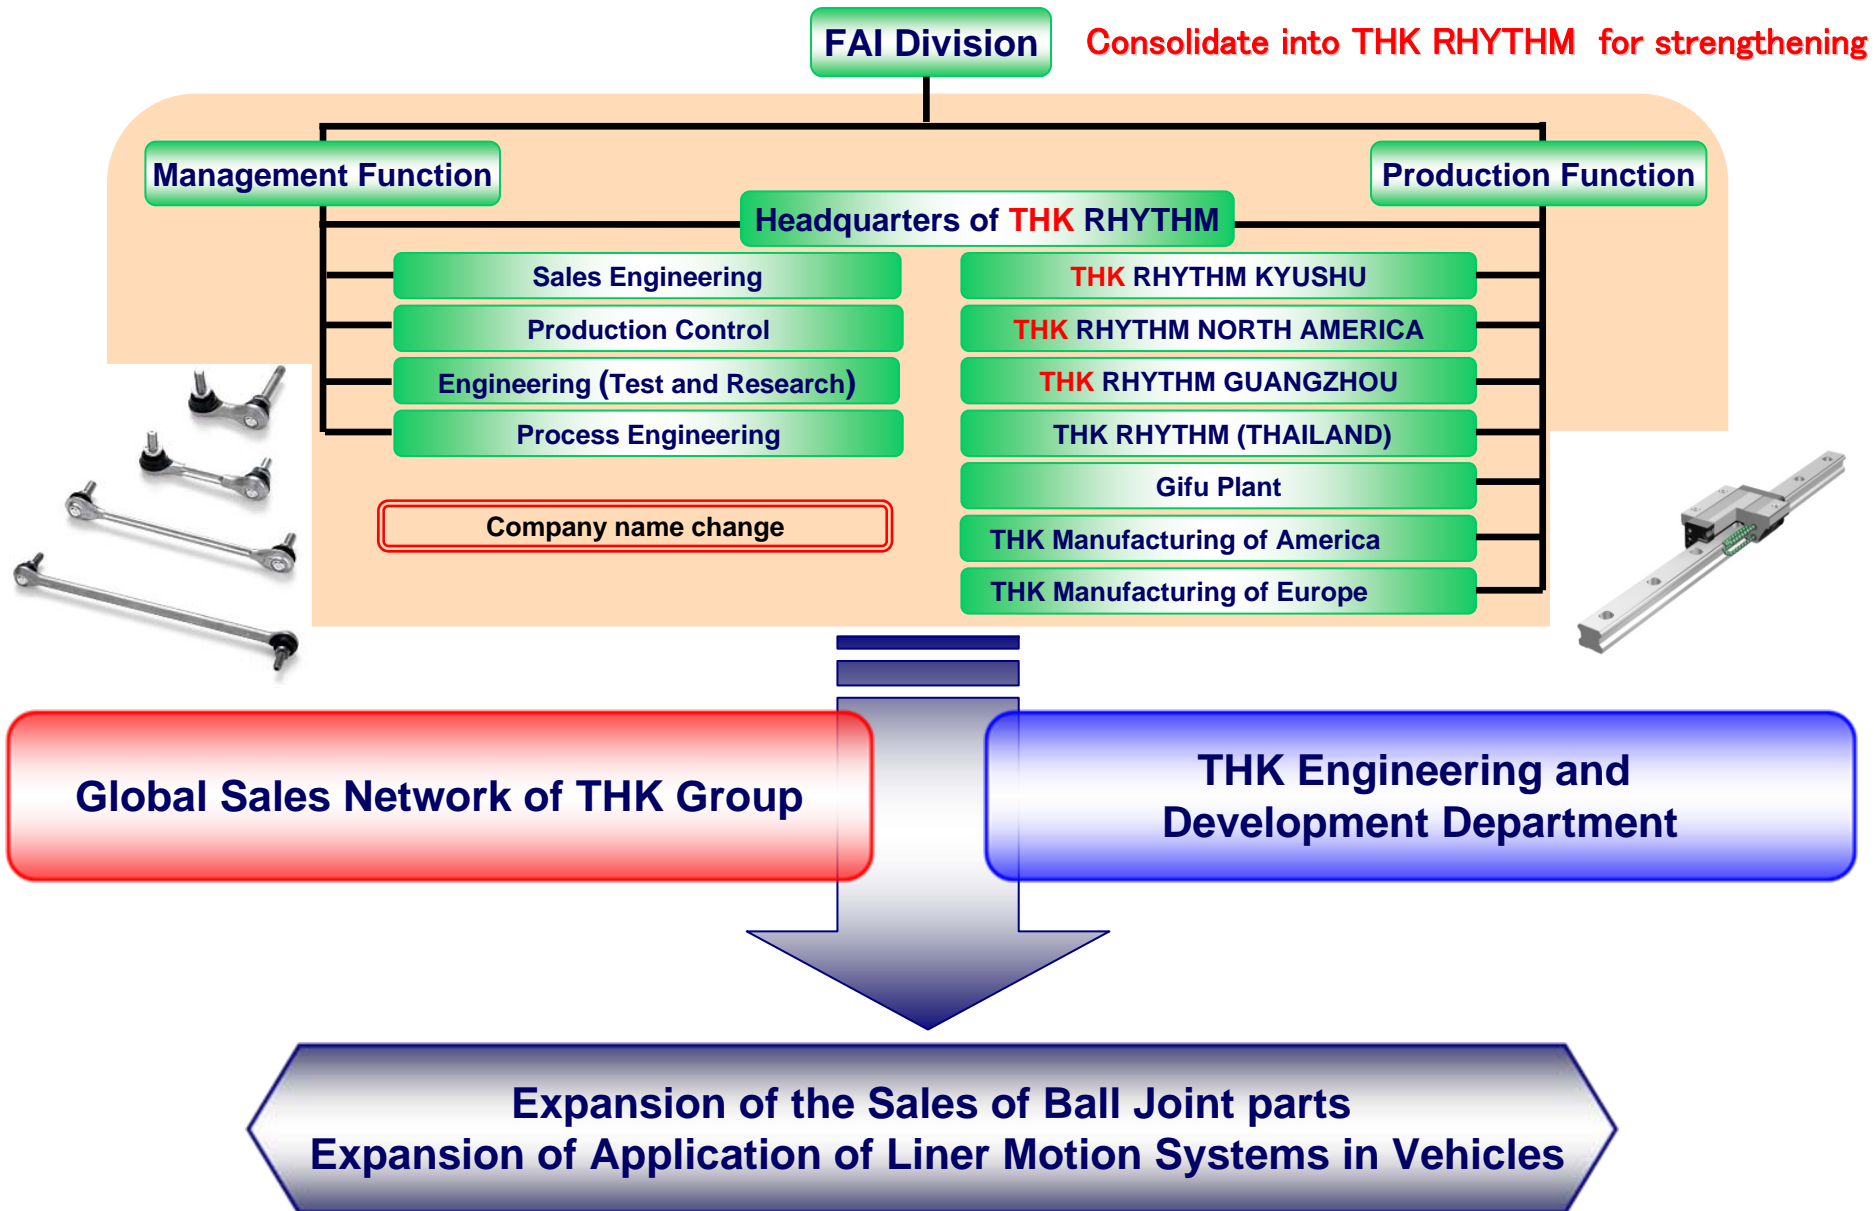 FAI Division
Consolidate into THK RHYTHM for strengthening
Management Function
Production Function
Headquarters of THK RHYTHM
Sales Engineering
Production Control
Engineering (Test and Research)
Process Engineering
Company name change
THK RHYTHM KYUSHU
THK RHYTHM NORTH AMERICA
THK RHYTHM GUANGZHOU
THK RHYTHM (THAILAND)
Gifu Plant
THK Manufacturing of America
THK Manufacturing of Europe
Global Sales Network of THK Group
THK Engineering and
Development Department
Expansion of the Sales of Ball Joint parts
Expansion of Application of Liner Motion Systems in Vehicles